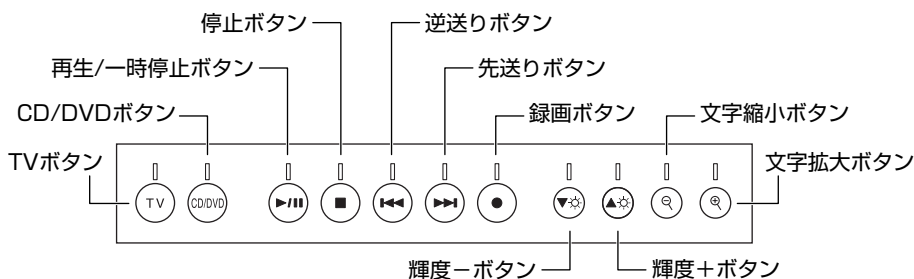 停止ボタン
逆送りボタン
再生/一時停止ボタン
先送りボタン
CD/DVDボタン
録画ボタン
文字縮小ボタン
TVボタン
文字拡大ボタン
TV
CD/DVD
輝度－ボタン
輝度＋ボタン